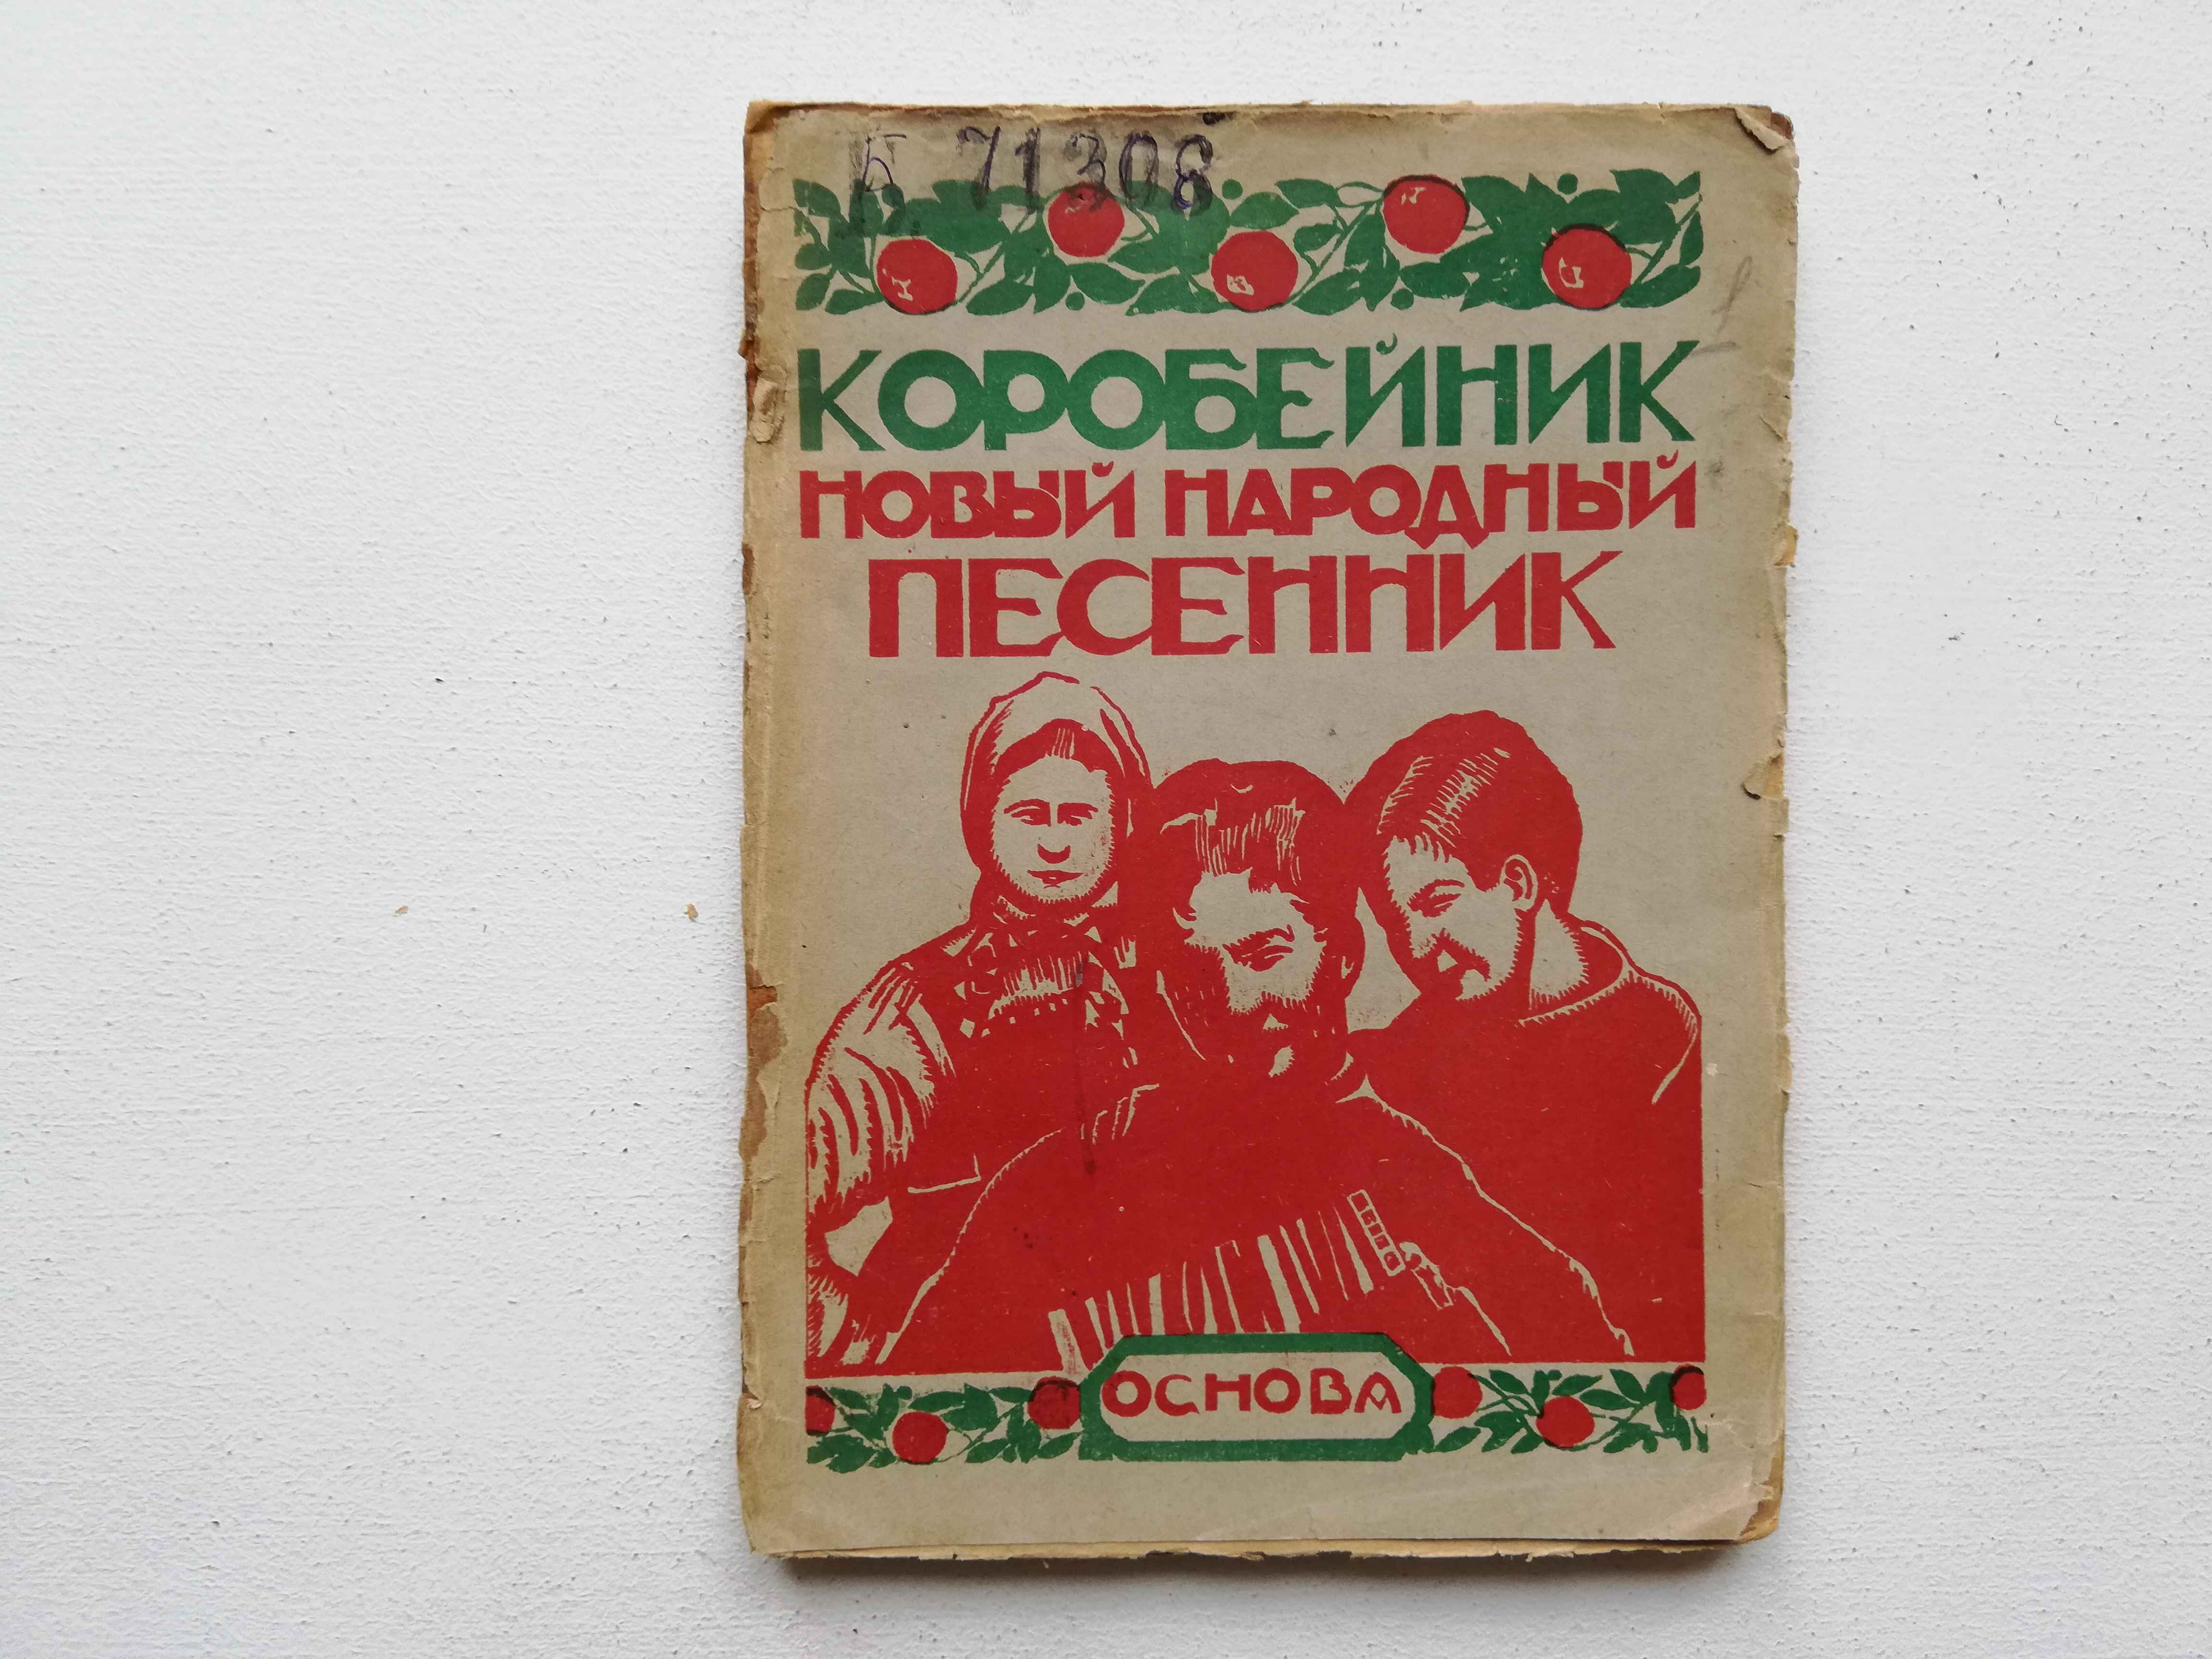 Б 71308
КОРОБЕЙНИК
НОВЫЙ НАРОДНЫЙ
ПЕСЕННИК
ОСНОВА